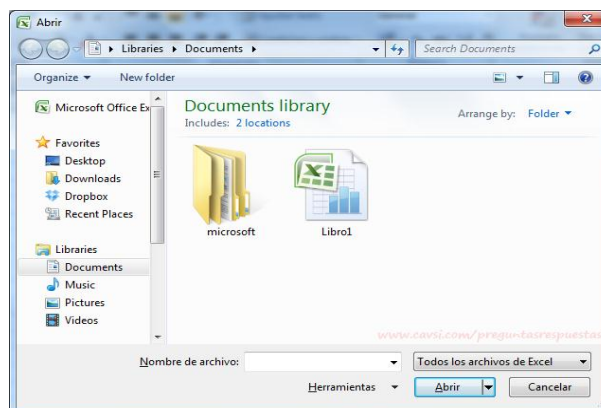 Abrir
Libraries Documents
Search Documents
Organize New folder
Microsoft Office Ex
Documents library
Includes: 2 locations
Arrange by: Folder
Favorites
Desktop
Downloads
Dropbox
Recent Places
microsoft
Libro1
Libraries
Documents
Music
Pictures
Videos
www.cavsi.com/preguntasrespuestas
Nombre de archivo:
Todos los archivos de Excel
Herramientas
Abrir
Cancelar